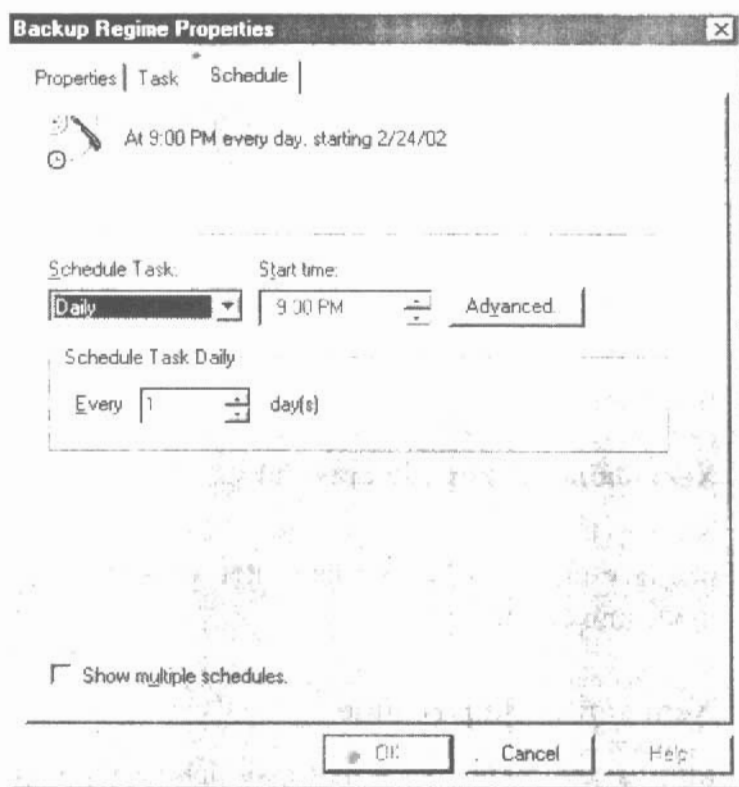 Backup Regime Properties
Properties Task Schedule
At 9:00 PM every day, starting 2/24/02
Schedule Task: Start time:
Daily 9:00 PM Advanced
Schedule Task Daily
Every 1 day(s)
Show multiple schedules.
OK Cancel Help